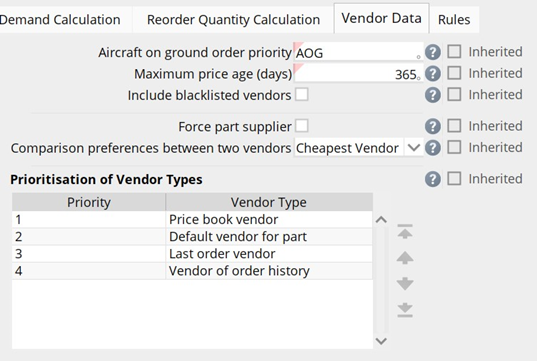 Demand Calculation Reorder Quantity Calculation Vendor Data Rules
Aircraft on ground order priority AOG ? Inherited
Maximum price age (days) 365 ? Inherited
Include blacklisted vendors ? Inherited
Force part supplier ? Inherited
Comparison preferences between two vendors Cheapest Vendor ? Inherited
Prioritisation of Vendor Types ? Inherited
Priority Vendor Type
1 Price book vendor
2 Default vendor for part
3 Last order vendor
4 Vendor of order history